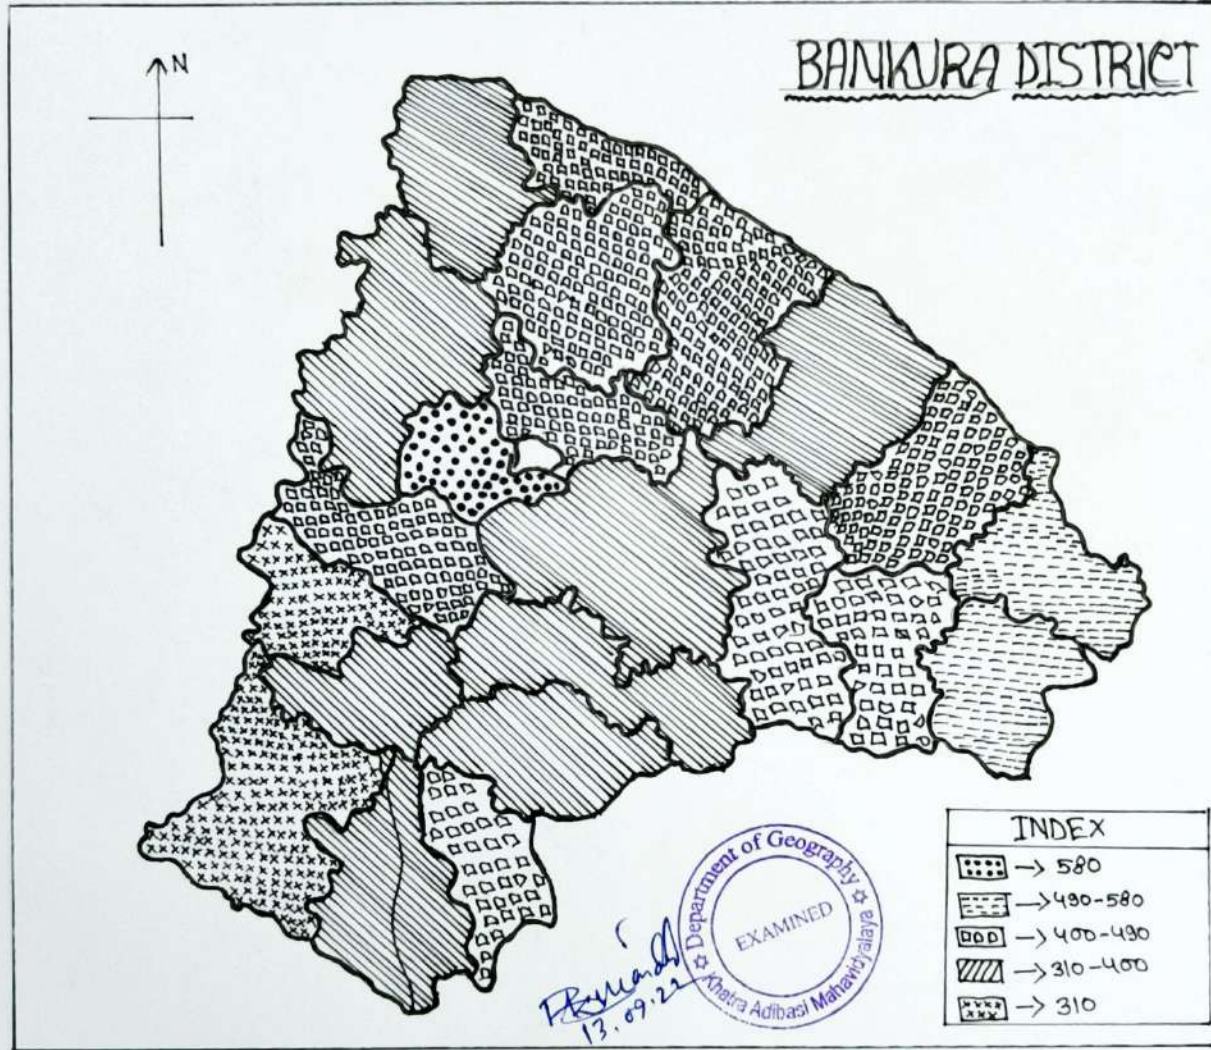 N
BANKURA DISTRICT
INDEX
→ 580
→ 490-580
→ 400-490
→ 310-400
→ 310
Department of Geography
EXAMINED
Khatra Adibasi Mahavidyalaya
13.09.22